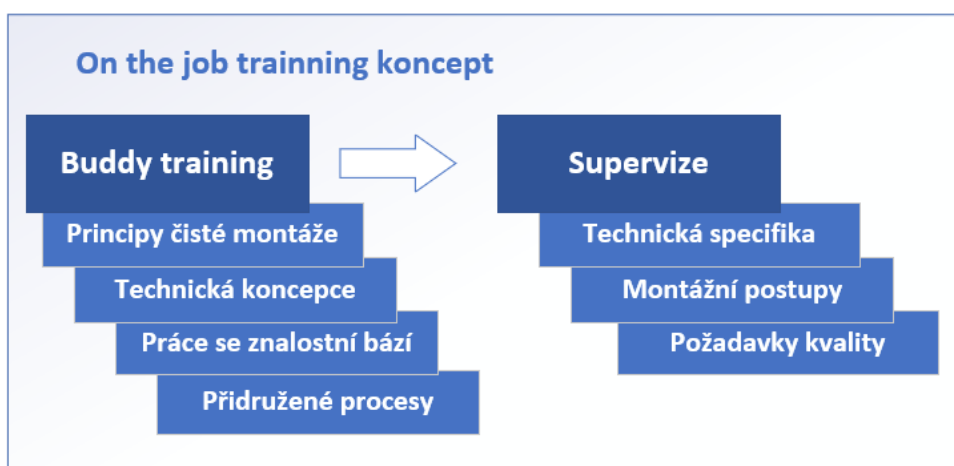 On the job trainning koncept
Buddy training
Principy čisté montáže
Technická koncepce
Práce se znalostní bází
Přidružené procesy
Supervize
Technická specifika
Montážní postupy
Požadavky kvality